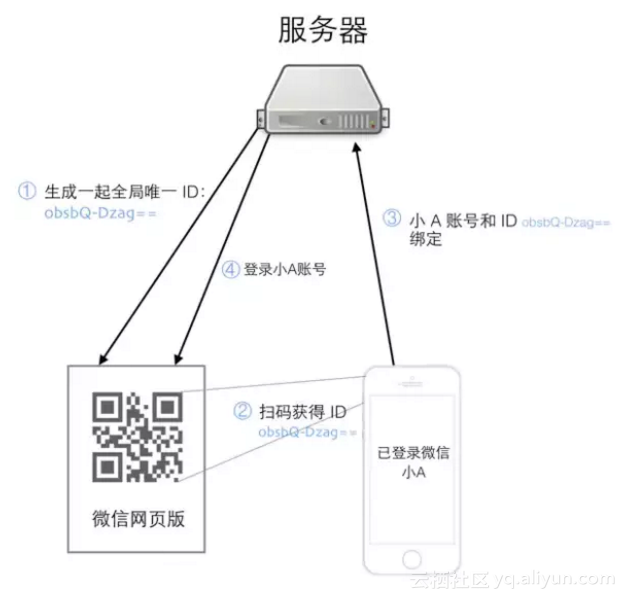 服务器
① 生成一起全局唯一 ID:
obsbQ-Dzag==
③ 小 A 账号和 ID obsbQ-Dzag==
绑定
④ 登录小A账号
② 扫码获得 ID
obsbQ-Dzag==
已登录微信
小A
微信网页版
云栖社区 yq.aliyun.com